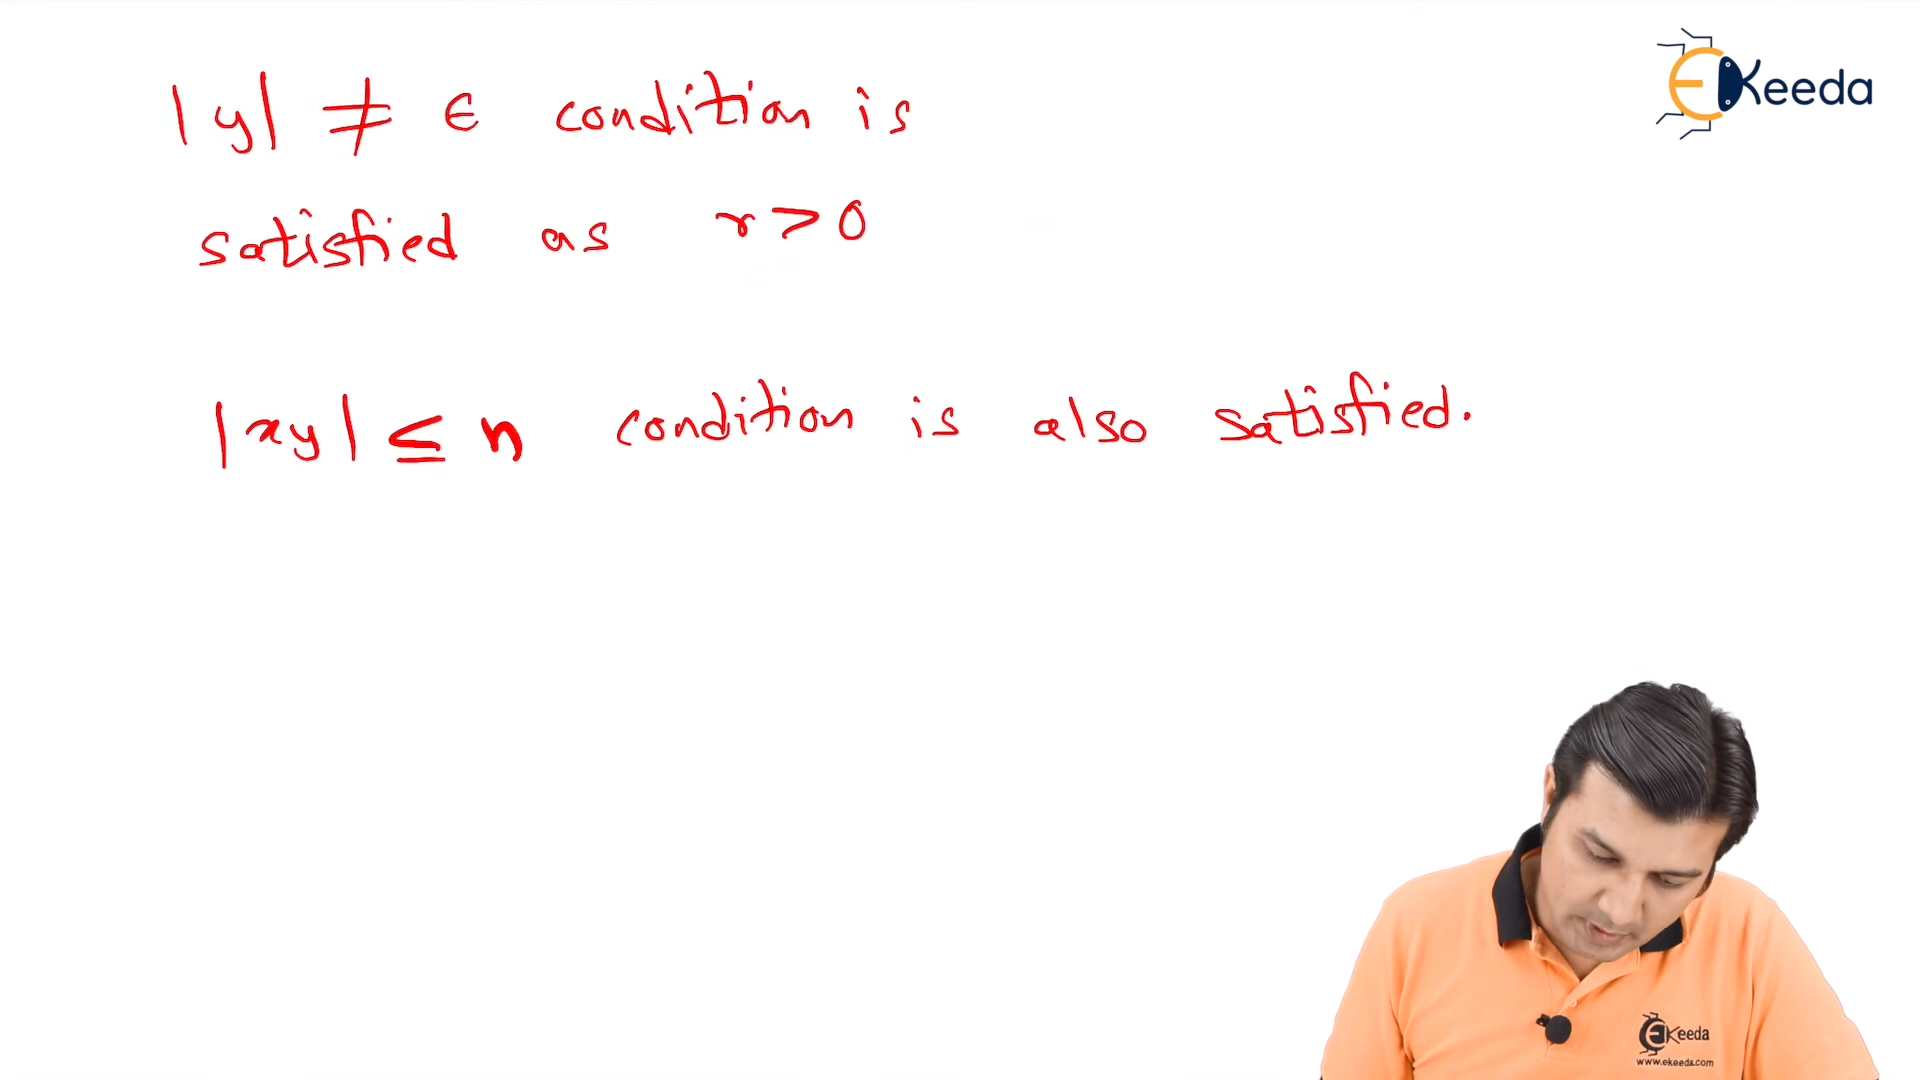 EKeeda
|y| ≠ ∈ condition is
satisfied as r > 0
|xy| ≤ n condition is also satisfied.
EKeeda
www.ekeeda.com